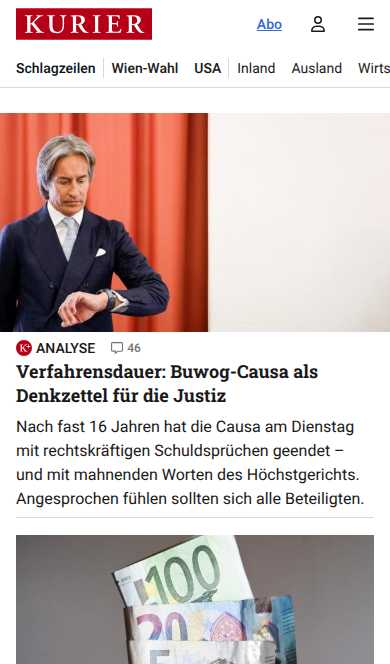 KURIER
Abo
Schlagzeilen Wien-Wahl USA Inland Ausland Wirts
K+ ANALYSE 46
Verfahrensdauer: Buwog-Causa als
Denkzettel für die Justiz
Nach fast 16 Jahren hat die Causa am Dienstag
mit rechtskräftigen Schuldsprüchen geendet –
und mit mahnenden Worten des Höchstgerichts.
Angesprochen fühlen sollten sich alle Beteiligten.
100
20
5